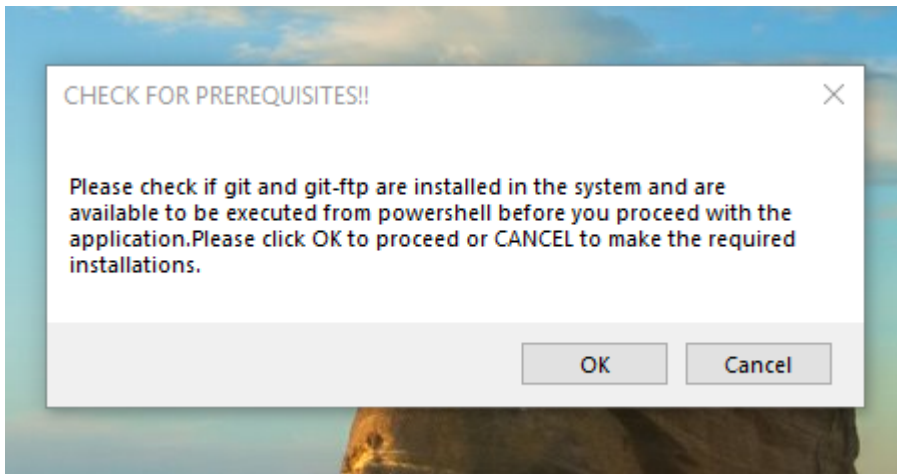 CHECK FOR PREREQUISITES!!
Please check if git and git-ftp are installed in the system and are
available to be executed from powershell before you proceed with the
application.Please click OK to proceed or CANCEL to make the required
installations.
OK
Cancel